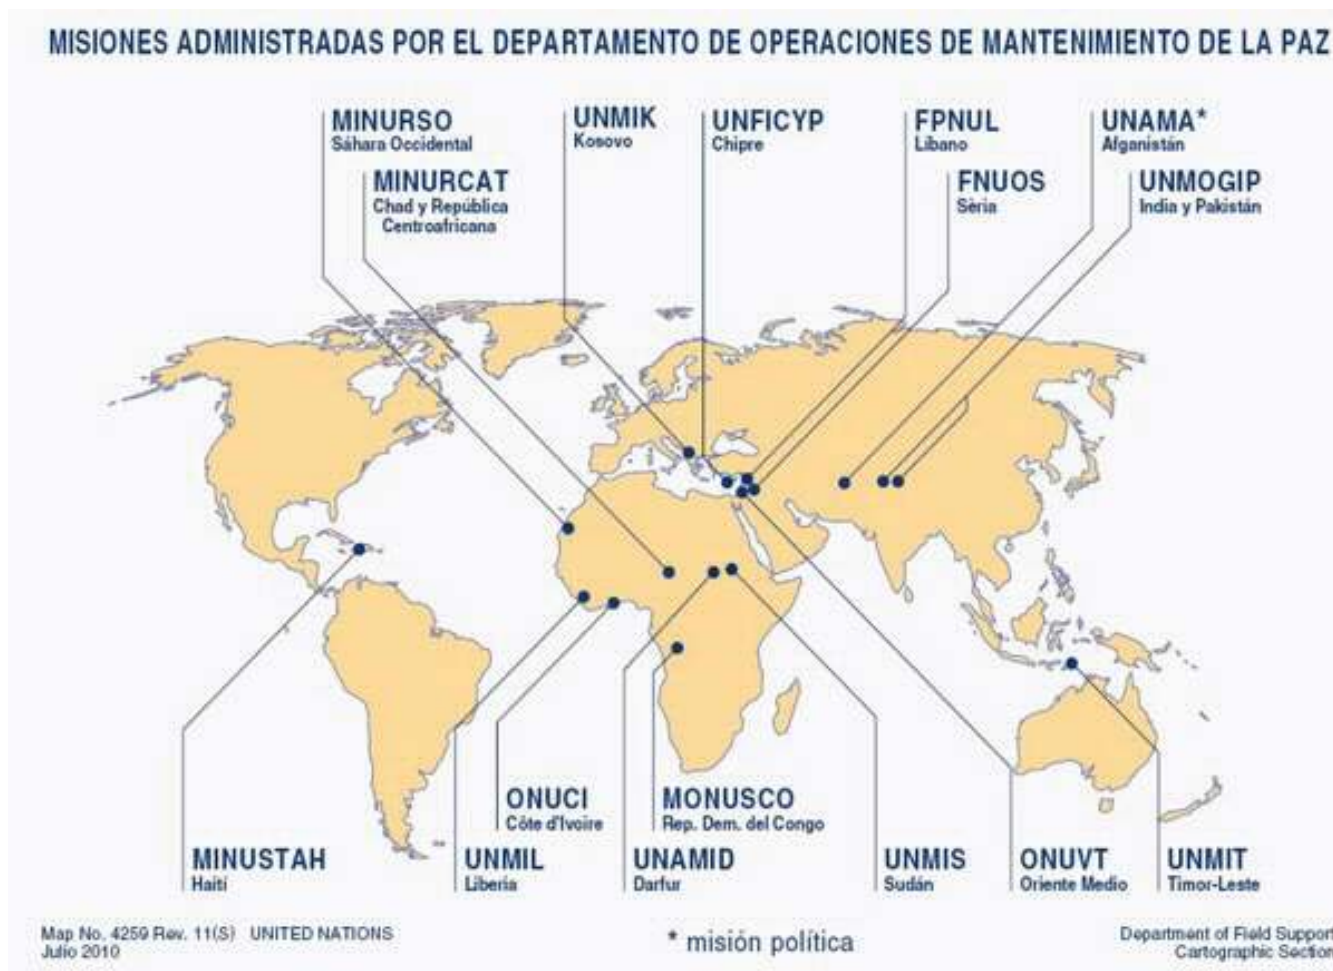 MISIONES ADMINISTRADAS POR EL DEPARTAMENTO DE OPERACIONES DE MANTENIMIENTO DE LA PAZ
MINURSO
Sáhara Occidental
UNMIK
Kosovo
UNFICYP
Chipre
FPNUL
Líbano
UNAMA*
Afganistán
MINURCAT
Chad y República
Centroafricana
FNUOS
Sèria
UNMOGIP
India y Pakistán
ONUCI
Côte d'Ivoire
MONUSCO
Rep. Dem. del Congo
MINUSTAH
Haití
UNMIL
Liberia
UNAMID
Darfur
UNMIS
Sudán
ONUVT
Oriente Medio
UNMIT
Timor-Leste
Map No. 4259 Rev. 11(S) UNITED NATIONS
Julio 2010
* misión política
Department of Field Support
Cartographic Section